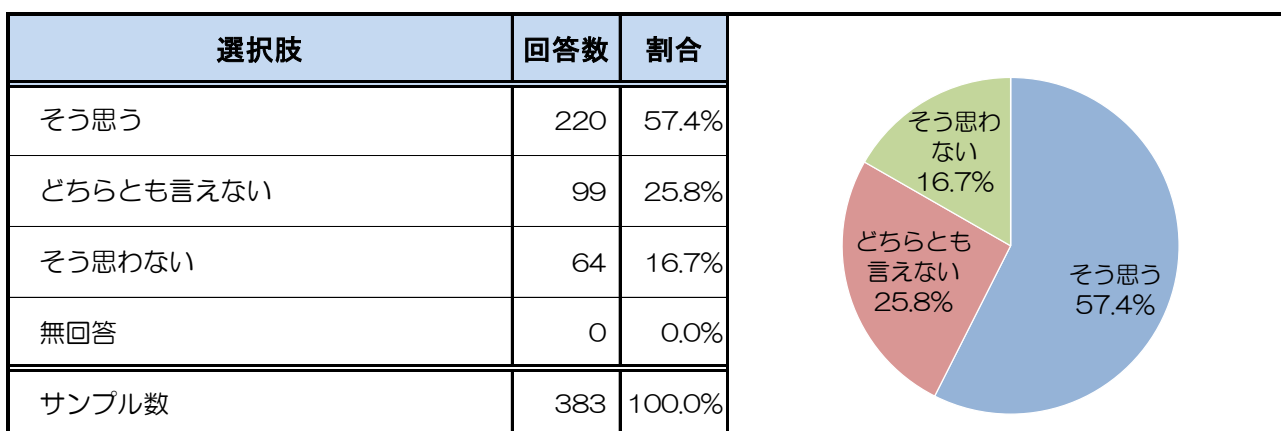 選択肢 回答数 割合
そう思う 220 57.4%
どちらとも言えない 99 25.8%
そう思わない 64 16.7%
無回答 0 0.0%
サンプル数 383 100.0%
そう思わ
ない
16.7%
どちらとも
言えない
25.8%
そう思う
57.4%